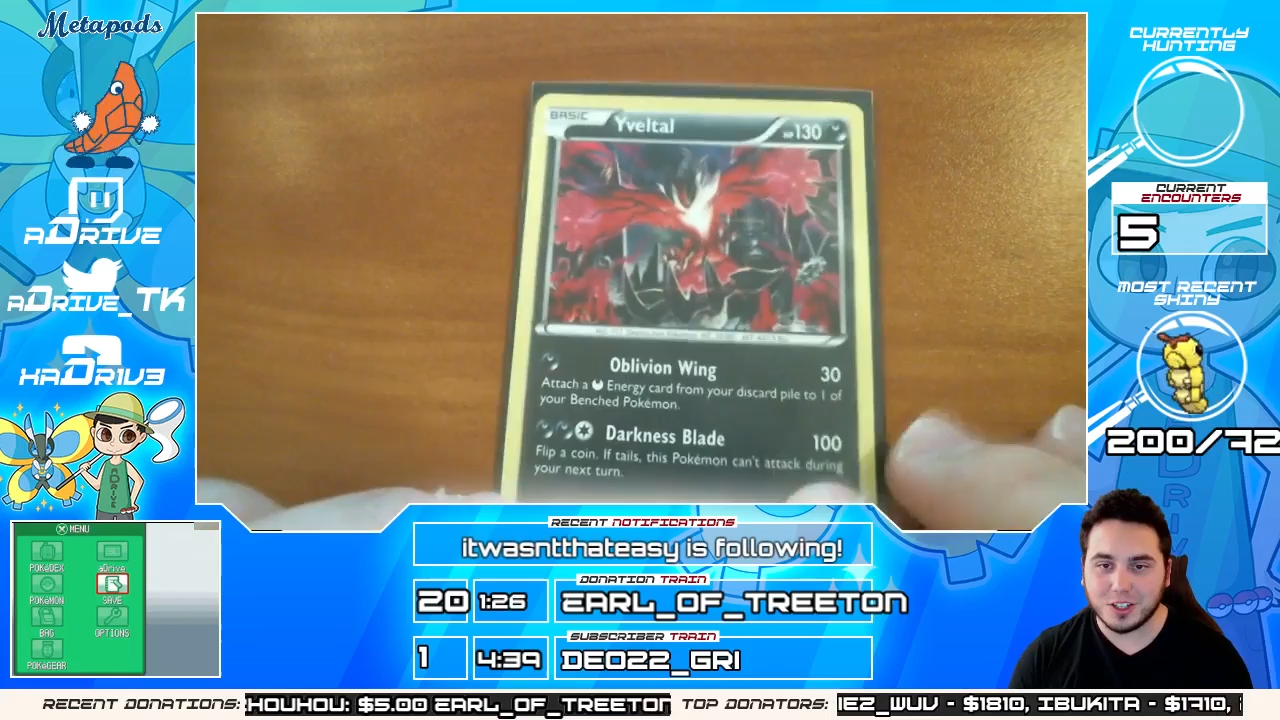 Metapods
aDrive
aDrive_TK
xaDr1v3
aDrive
BASIC
Yveltal
HP130
Oblivion Wing 30
Attach a Energy card from your discard pile to 1 of
your Benched Pokémon.
Darkness Blade 100
Flip a coin. If tails, this Pokémon can't attack during
your next turn.
CURRENTLY
HUNTING
CURRENT
ENCOUNTERS
5
MOST RECENT
SHINY
200/72
MENU
POKéDEX
aDrive
POKéMON
SAVE
BAG
OPTIONS
POKéGEAR
RECENT NOTIFICATIONS
itwasntthateasy is following!
DONATION TRAIN
20 1:26 EARL_OF_TREETON
SUBSCRIBER TRAIN
1 4:39 DEO22_GRI
RECENT DONATIONS: HOUHOU: $5.00 EARL_OF_TREETON TOP DONATORS: IEZ_WUV - $1810, IBUKITA - $1710,